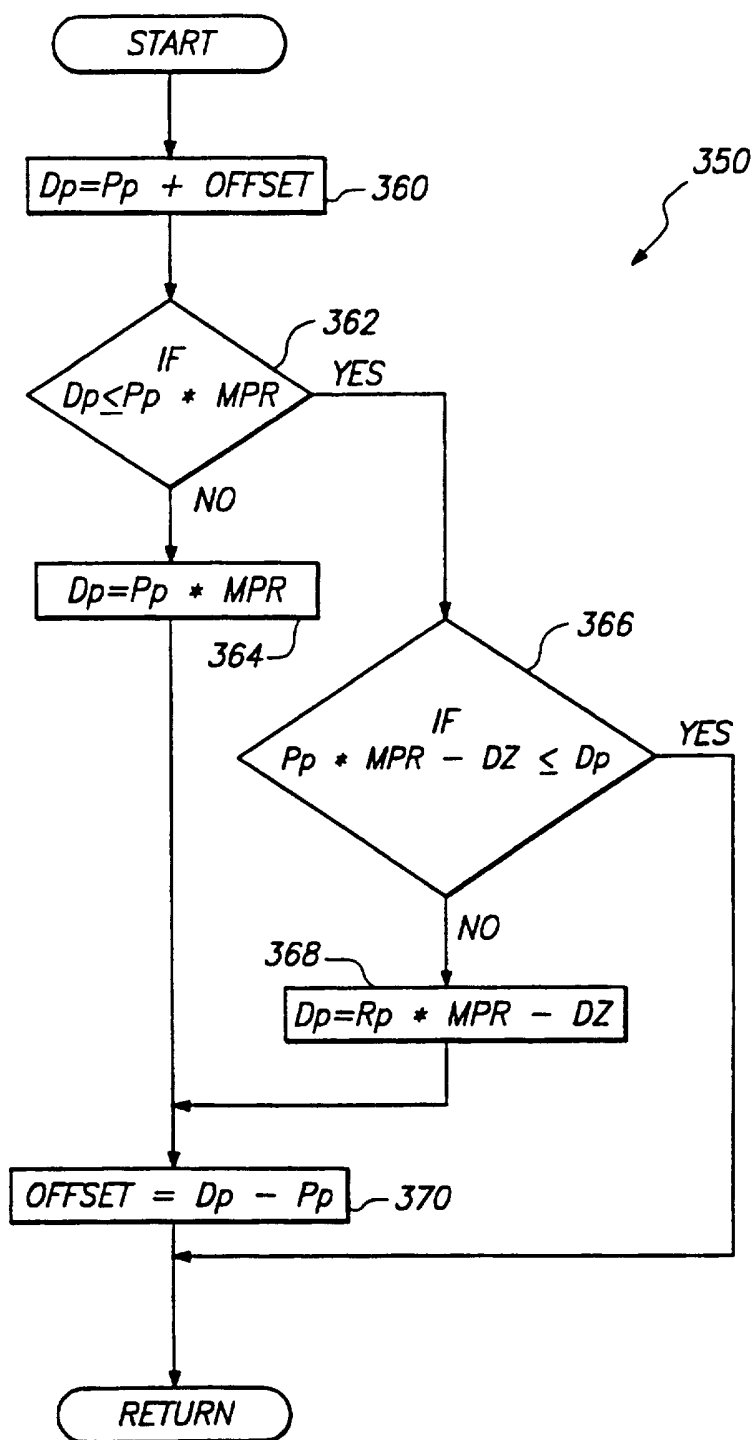 START
Dp=Pp + OFFSET
360
350
362
IF
Dp≤Pp * MPR
YES
NO
Dp=Pp * MPR
364
366
IF
Pp * MPR - DZ ≤ Dp
YES
NO
368
Dp=Rp * MPR - DZ
OFFSET = Dp - Pp
370
RETURN